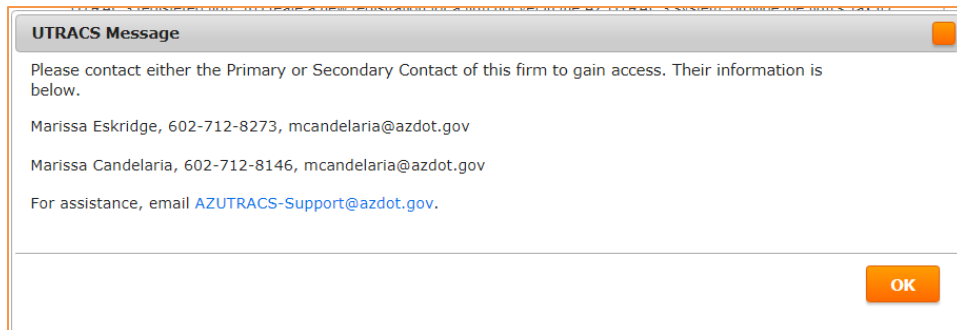 UTRACS Message
Please contact either the Primary or Secondary Contact of this firm to gain access. Their information is
below.
Marissa Eskridge, 602-712-8273, mcandelaria@azdot.gov
Marissa Candelaria, 602-712-8146, mcandelaria@azdot.gov
For assistance, email AZUTRACS-Support@azdot.gov.
OK